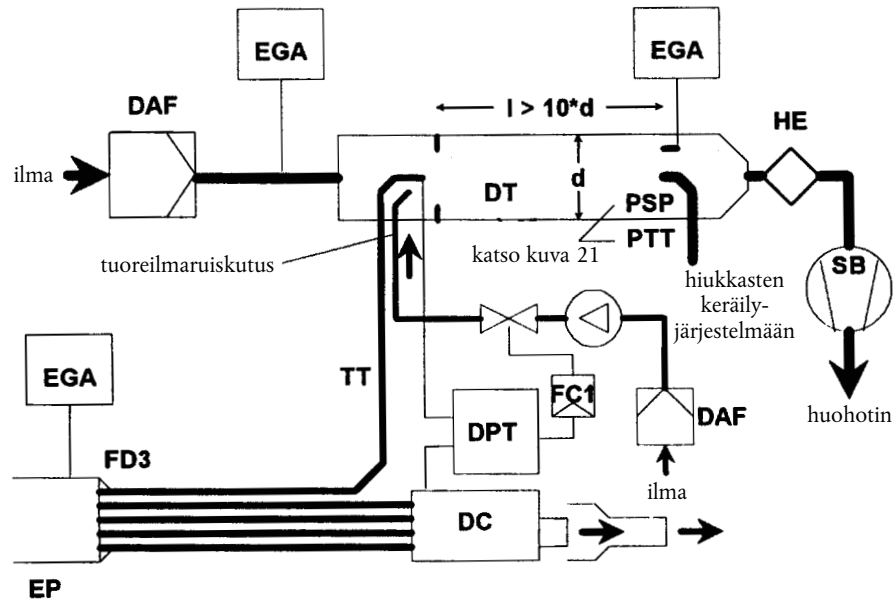 EGA
EGA
DAF
l > 10*d
HE
ilma
d
DT
PSP
PTT
SB
tuoreilmaruiskutus
katso kuva 21
hiukkasten
keräily-
järjestelmään
EGA
TT
FC1
DPT
DAF
huohotin
FD3
ilma
DC
EP